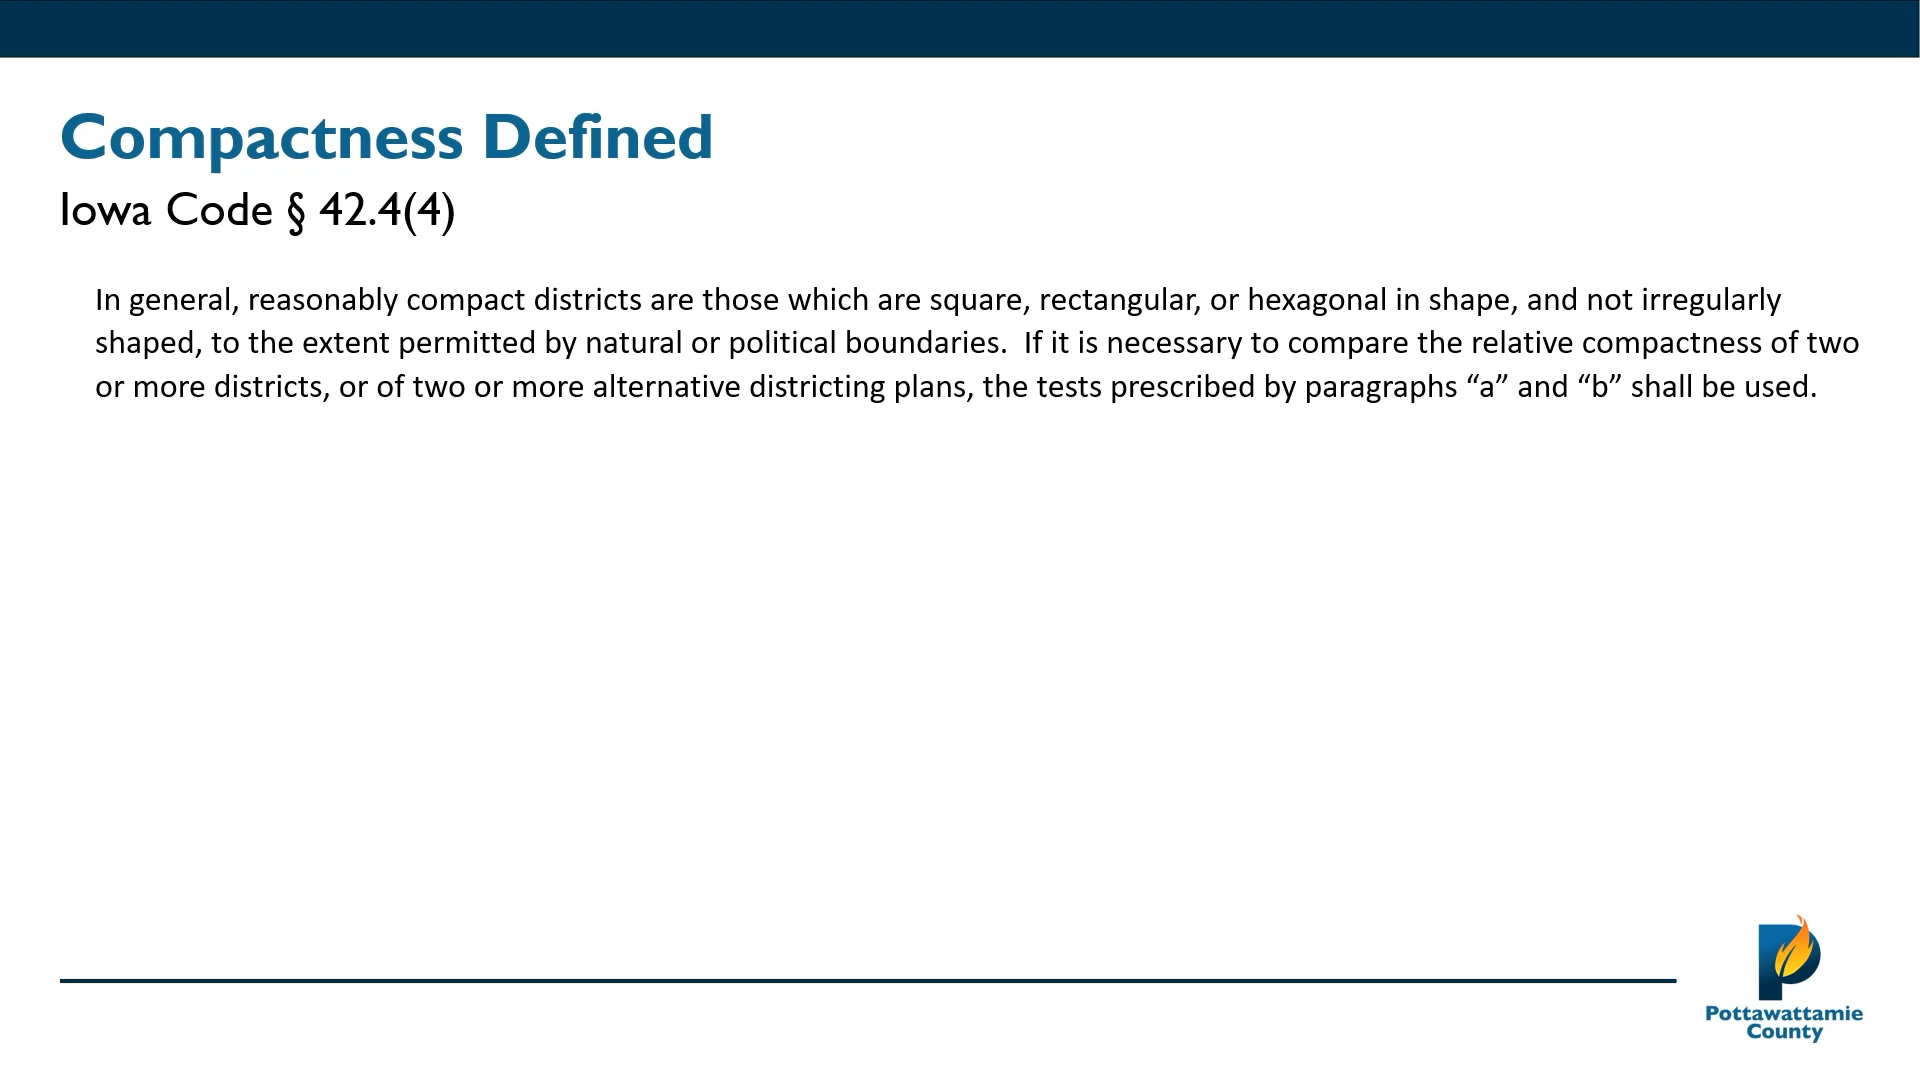 Compactness Defined
Iowa Code § 42.4(4)
In general, reasonably compact districts are those which are square, rectangular, or hexagonal in shape, and not irregularly
shaped, to the extent permitted by natural or political boundaries.  If it is necessary to compare the relative compactness of two
or more districts, or of two or more alternative districting plans, the tests prescribed by paragraphs “a” and “b” shall be used.
Pottawattamie
County